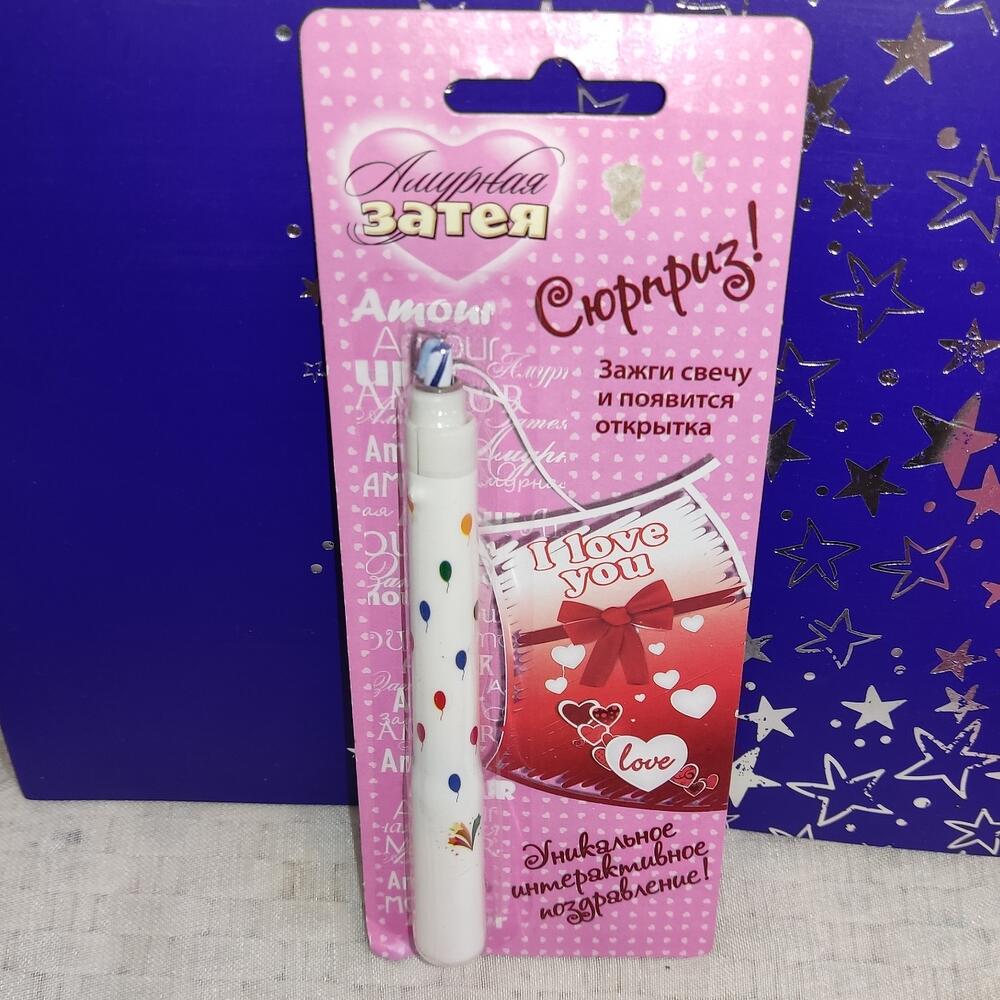 Амурная
затея
Сюрприз!
Зажги свечу
и появится
открытка
Amour
I love
you
love
Уникальное
интерактивное
поздравление!